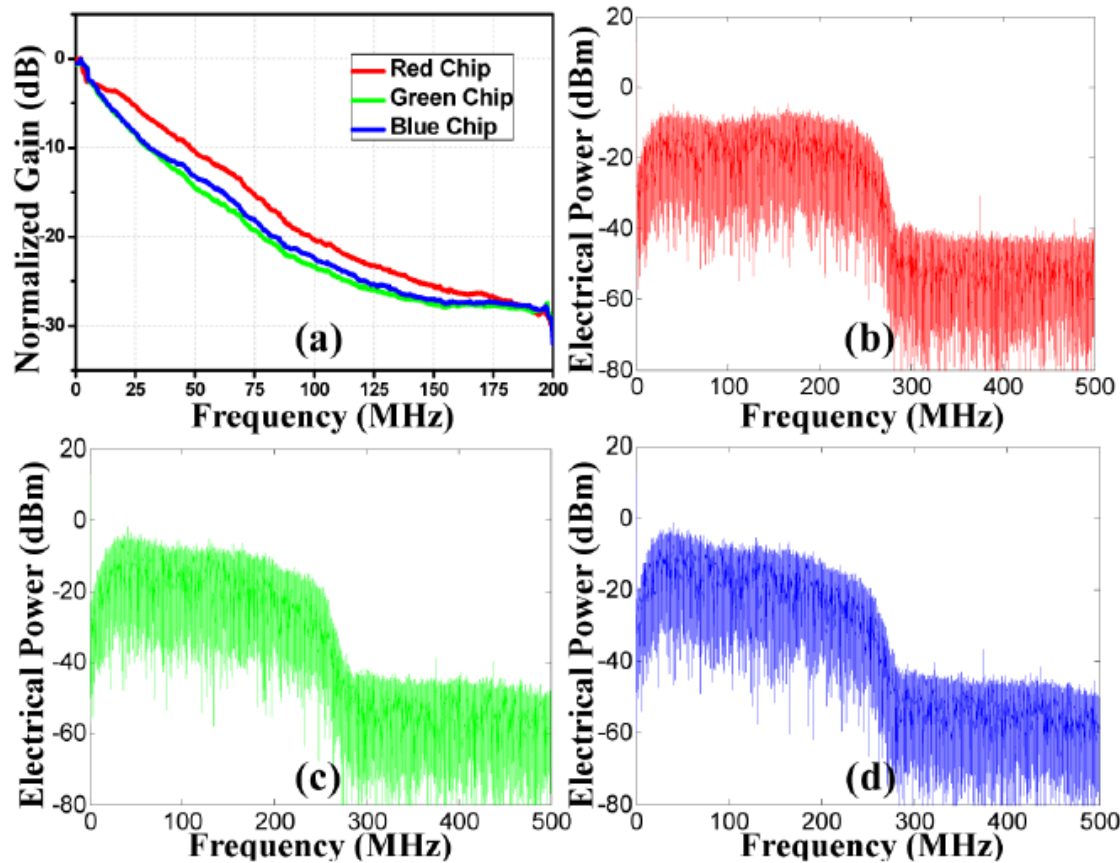 Normalized Gain (dB)
0
-10
-20
-30
Red Chip
Green Chip
Blue Chip
(a)
0 25 50 75 100 125 150 175 200
Frequency (MHz)
Electrical Power (dBm)
20
0
-20
-40
-60
-80
(b)
0 100 200 300 400 500
Frequency (MHz)
Electrical Power (dBm)
20
0
-20
-40
-60
-80
(c)
0 100 200 300 400 500
Frequency (MHz)
Electrical Power (dBm)
20
0
-20
-40
-60
-80
(d)
0 100 200 300 400 500
Frequency (MHz)